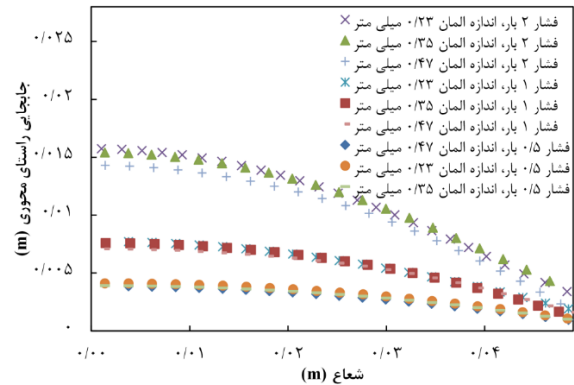 ۰/۰۲۵
۰/۰۲
۰/۰۱۵
۰/۰۱
۰/۰۰۵
۰
جابجایی راستای محوری (m)
فشار ۲ بار، اندازه المان ۰/۲۳ میلی متر
فشار ۲ بار، اندازه المان ۰/۳۵ میلی متر
فشار ۲ بار، اندازه المان ۰/۴۷ میلی متر
فشار ۱ بار، اندازه المان ۰/۲۳ میلی متر
فشار ۱ بار، اندازه المان ۰/۳۵ میلی متر
فشار ۱ بار، اندازه المان ۰/۴۷ میلی متر
فشار ۰/۵ بار، اندازه المان ۰/۴۷ میلی متر
فشار ۰/۵ بار، اندازه المان ۰/۲۳ میلی متر
فشار ۰/۵ بار، اندازه المان ۰/۳۵ میلی متر
۰/۰۰ ۰/۰۱ ۰/۰۲ ۰/۰۳ ۰/۰۴
شعاع (m)